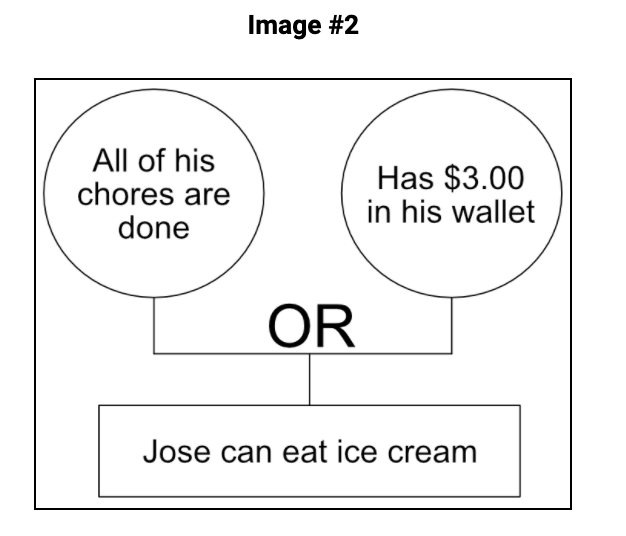 Image #2
All of his
chores are
done
Has $3.00
in his wallet
OR
Jose can eat ice cream